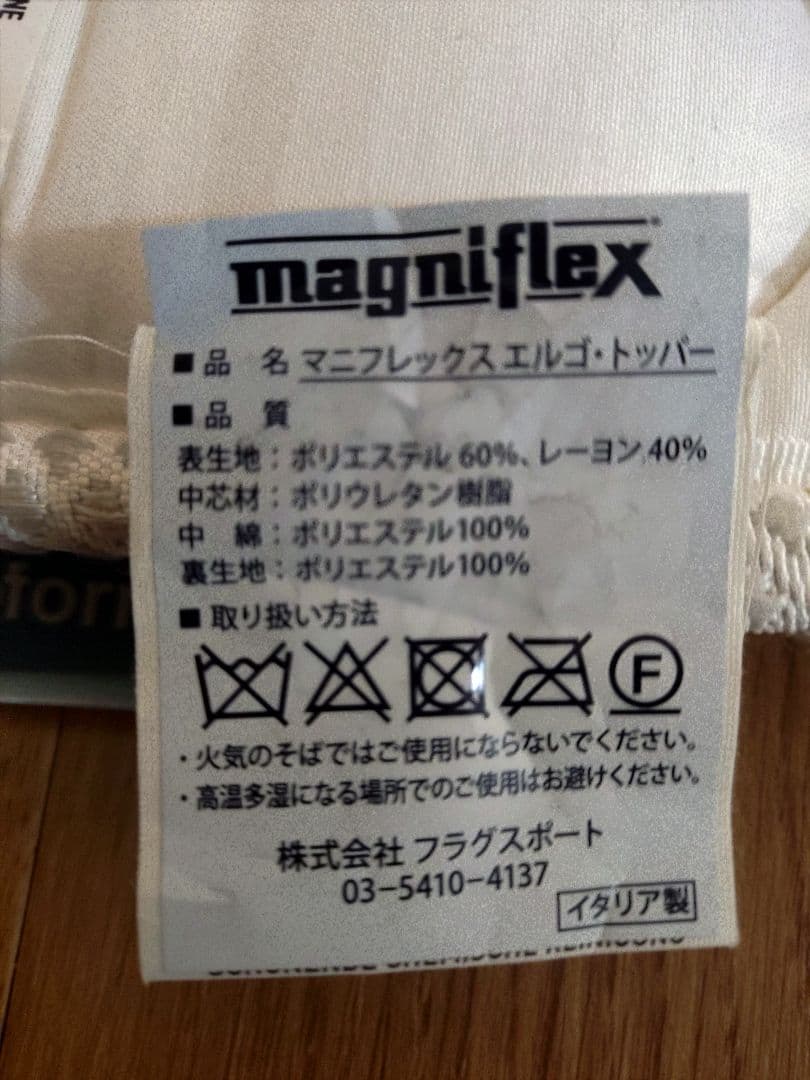 NE
magniflex
■品 名 マニフレックス エルゴ・トッパー
■品 質
表生地：ポリエステル 60%、レーヨン 40%
中芯材：ポリウレタン樹脂
中 綿：ポリエステル100%
裏生地：ポリエステル100%
for
■取り扱い方法
F
・火気のそばではご使用にならないでください。
・高温多湿になる場所でのご使用はお避けください。
株式会社 フラグスポート
03-5410-4137
イタリア製